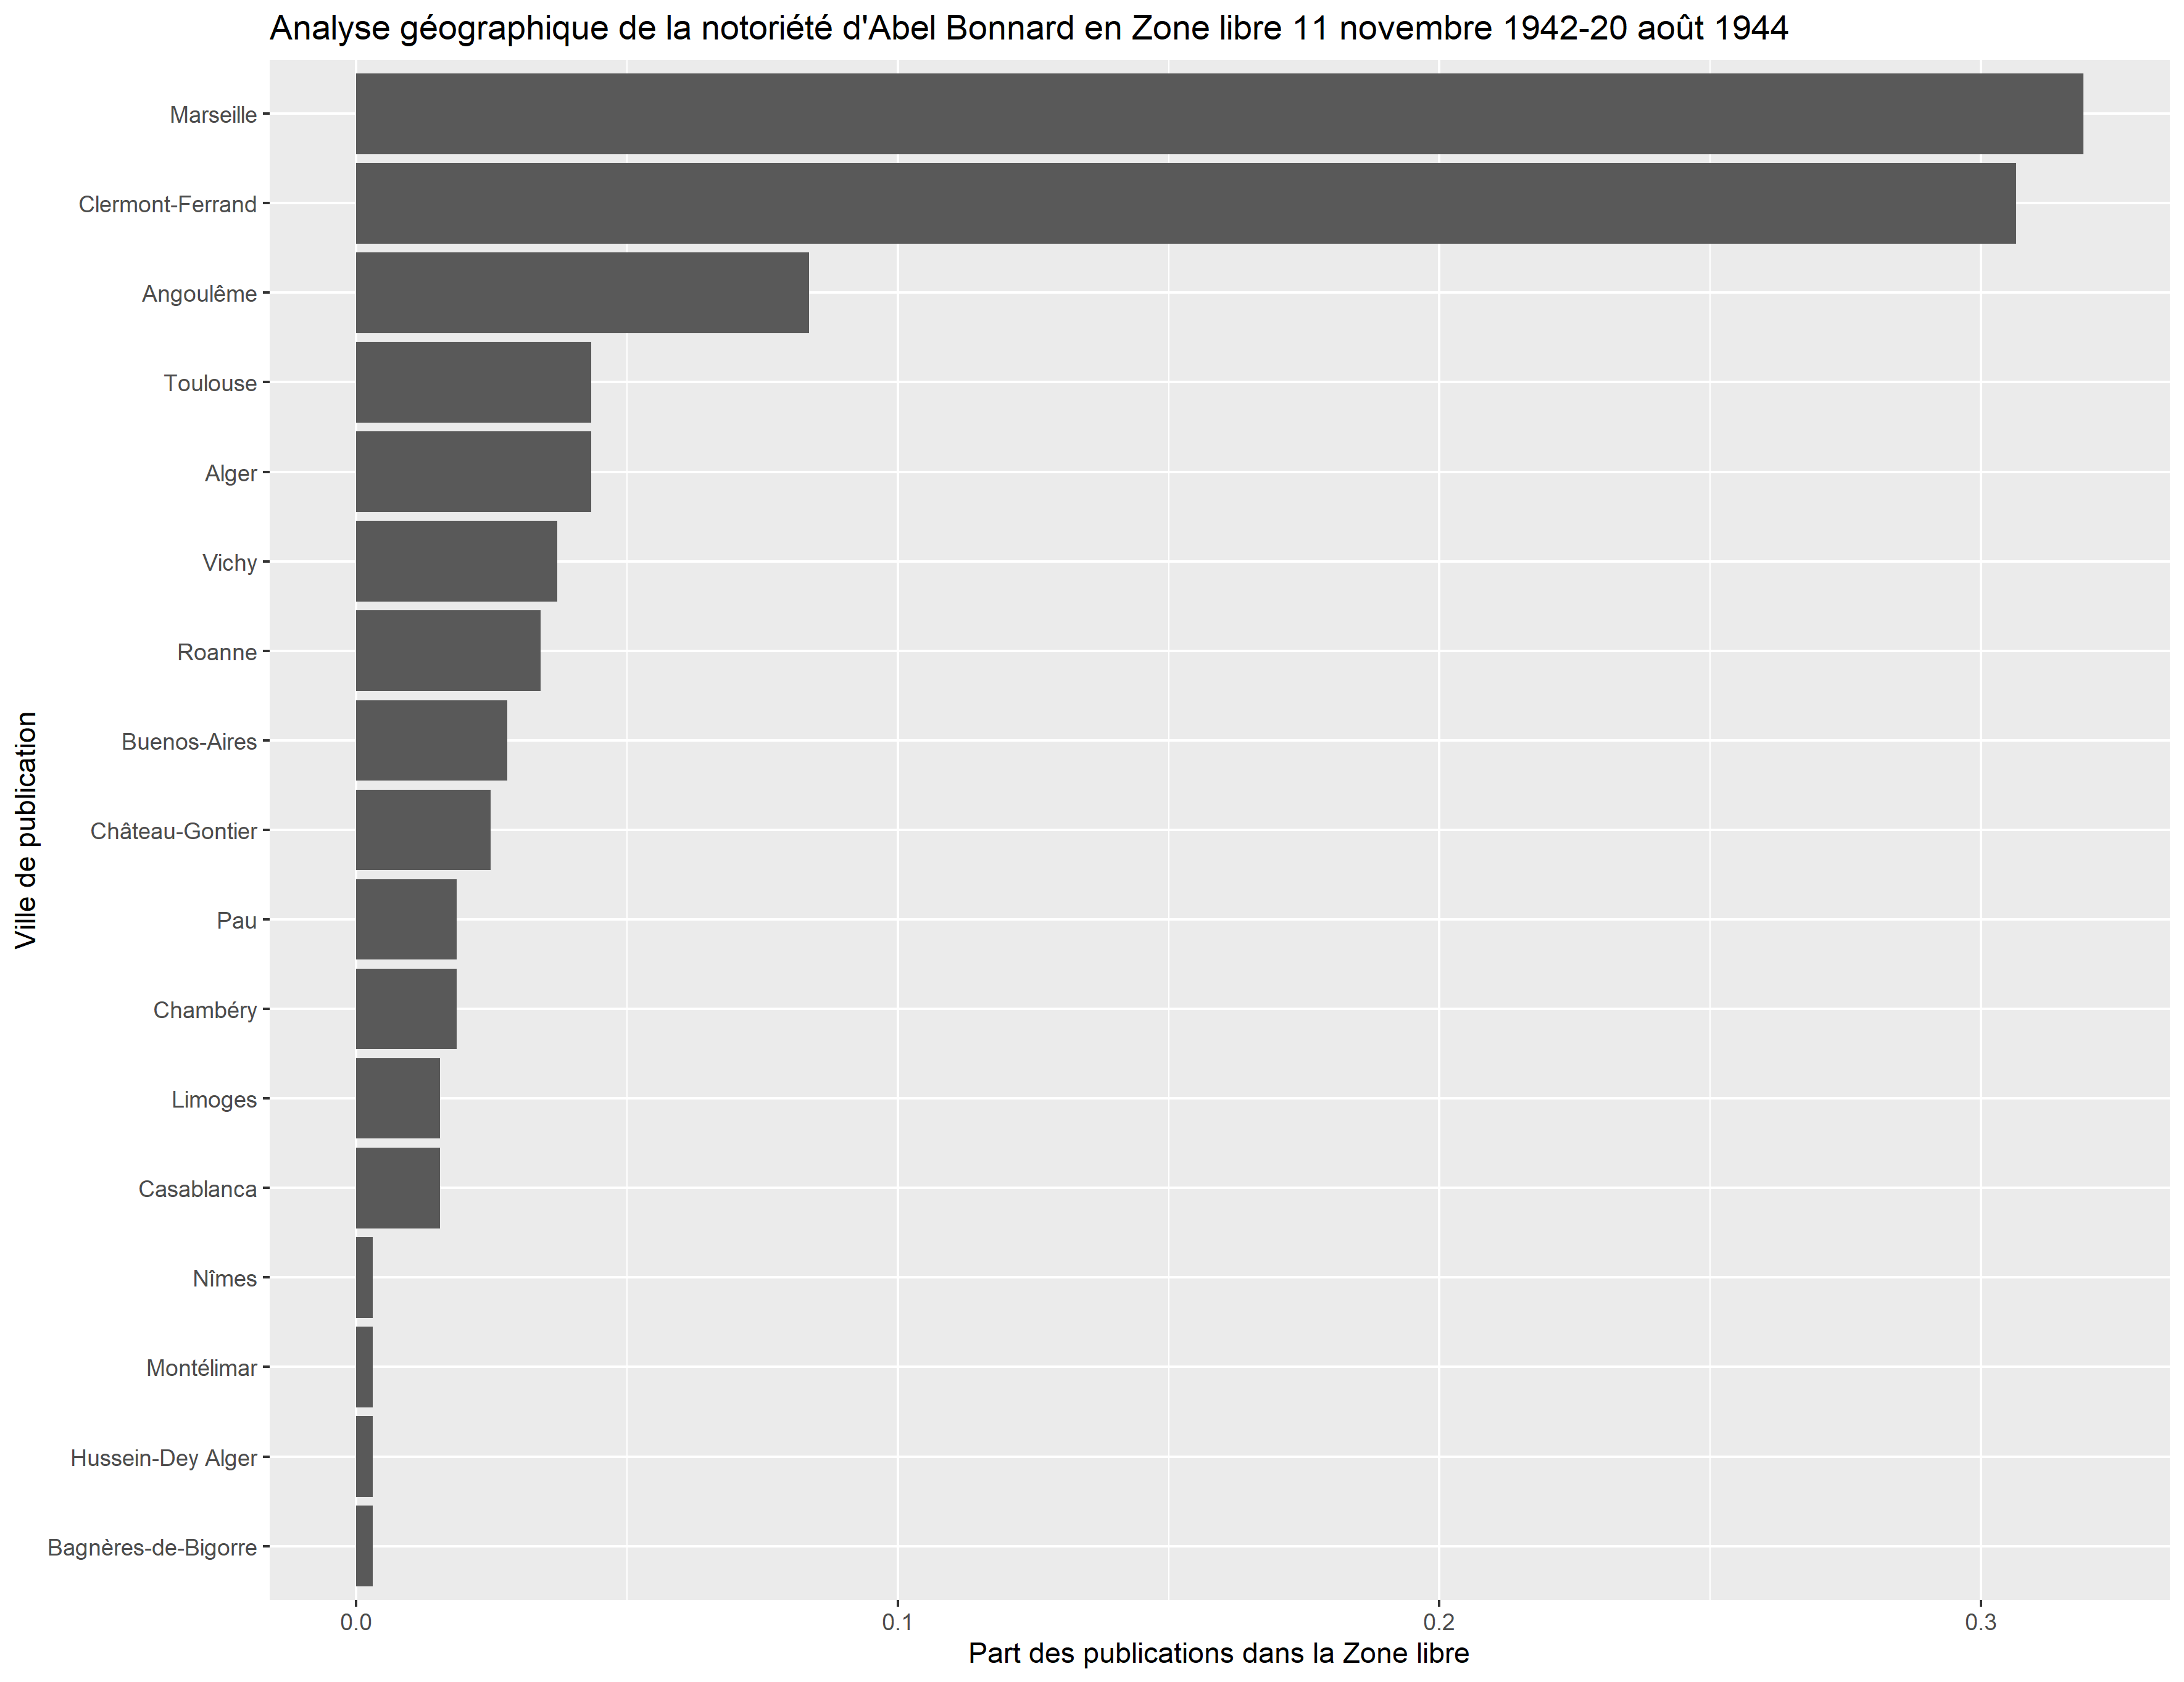 Analyse géographique de la notoriété d'Abel Bonnard en Zone libre 11 novembre 1942-20 août 1944
Ville de publication
Marseille
Clermont-Ferrand
Angoulême
Toulouse
Alger
Vichy
Roanne
Buenos-Aires
Château-Gontier
Pau
Chambéry
Limoges
Casablanca
Nîmes
Montélimar
Hussein-Dey Alger
Bagnères-de-Bigorre
0.0 0.1 0.2 0.3
Part des publications dans la Zone libre